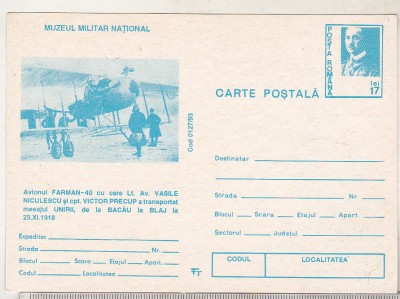 MUZEUL MILITAR NAȚIONAL
Avionul FARMAN-40 cu care Lt. Av. VASILE
NICULESCU și cpt. VICTOR PRECUP a transportat
mesajul UNIRII, de la BACĂU la BLAJ la
23.XI.1918
Expeditor
Strada Nr.
Blocul Scara Etajul Apart.
Codul Localitatea
Cod 0127/93
CARTE POȘTALĂ
POSTA ROMÂNĂ
lei
17
Destinatar
Strada Nr.
Blocul Scara Etajul Apart.
Sectorul Județul
CODUL LOCALITATEA